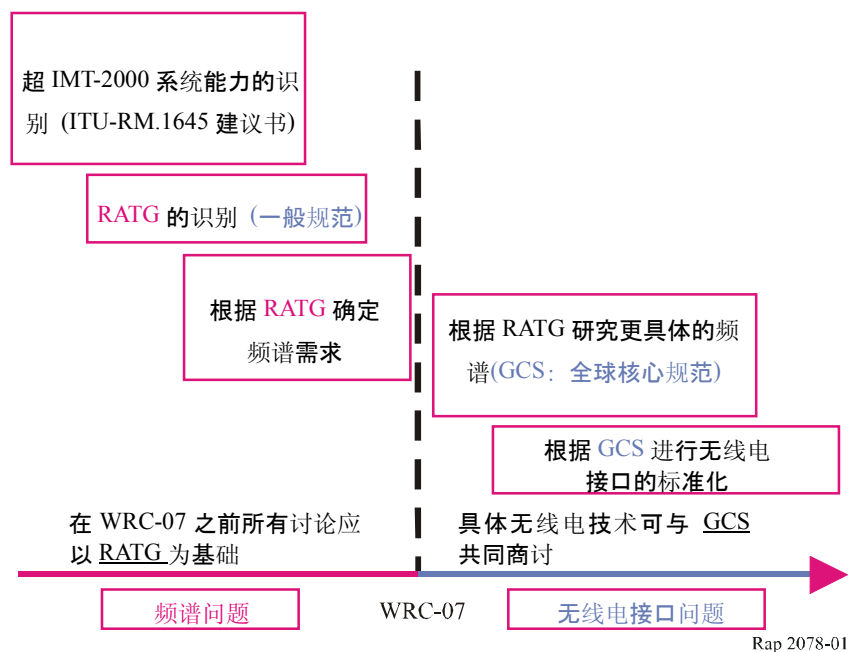 超 IMT-2000 系统能力的识
别 (ITU-RM.1645 建议书)
RATG 的识别 (一般规范)
根据 RATG 确定
频谱需求
根据 RATG 研究更具体的频
谱(GCS：全球核心规范)
根据 GCS 进行无线电
接口的标准化
在 WRC-07 之前所有讨论应
以 RATG 为基础
具体无线电技术可与 GCS
共同商讨
频谱问题
WRC-07
无线电接口问题
Rap 2078-01